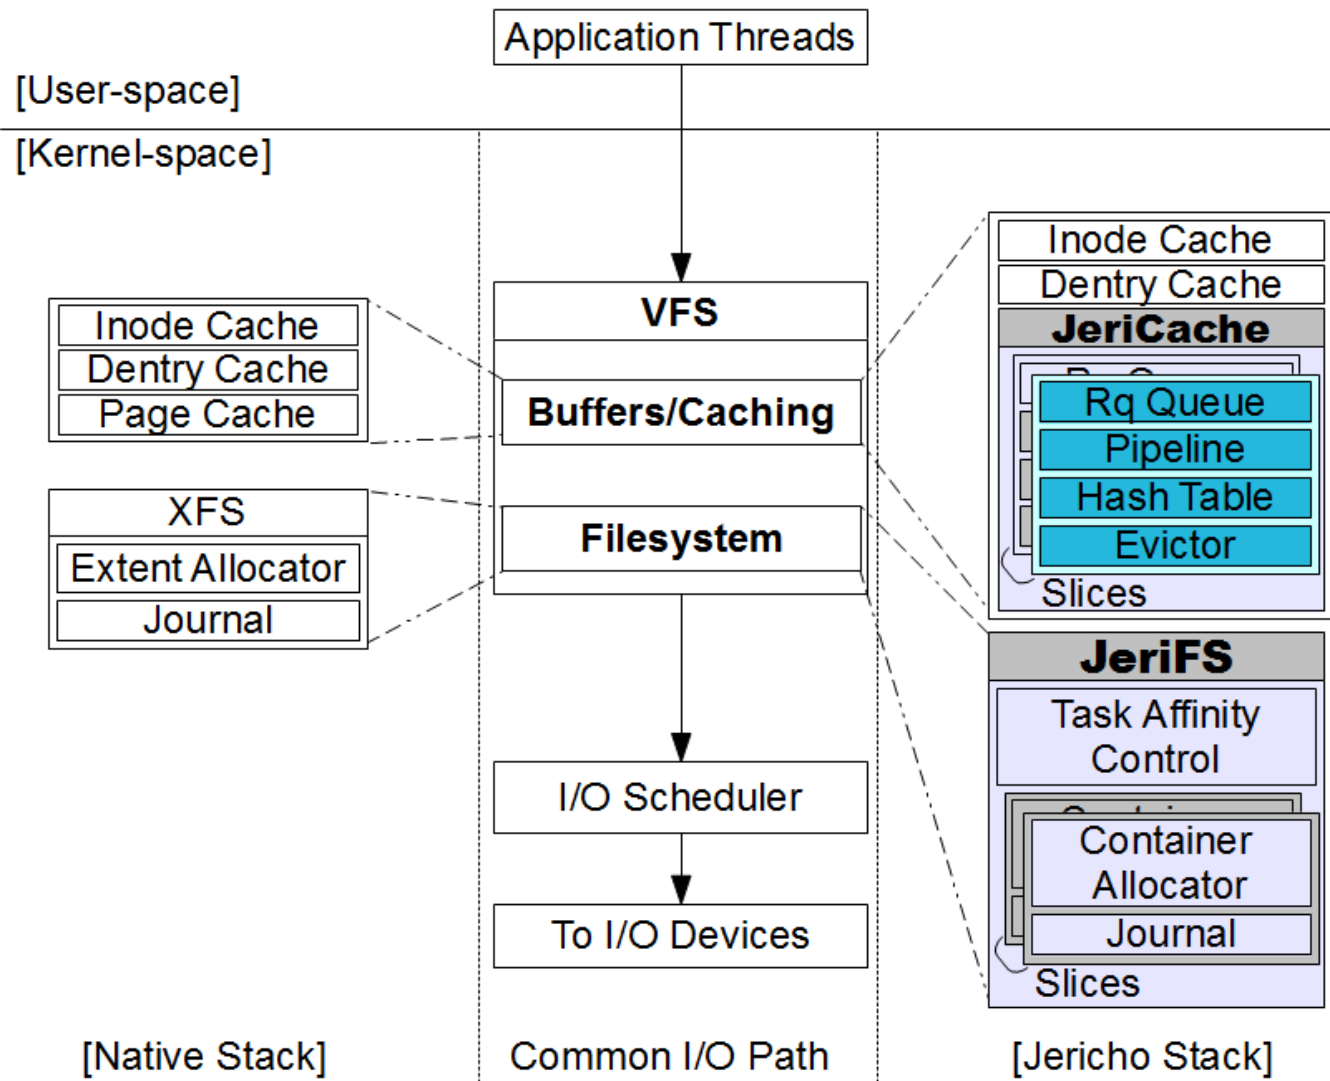 Application Threads
[User-space]
[Kernel-space]
Inode Cache
Dentry Cache
Page Cache
XFS
Extent Allocator
Journal
VFS
Buffers/Caching
Filesystem
I/O Scheduler
To I/O Devices
Inode Cache
Dentry Cache
JeriCache
Rq Queue
Pipeline
Hash Table
Evictor
Slices
JeriFS
Task Affinity
Control
Container
Allocator
Journal
Slices
[Native Stack]
Common I/O Path
[Jericho Stack]